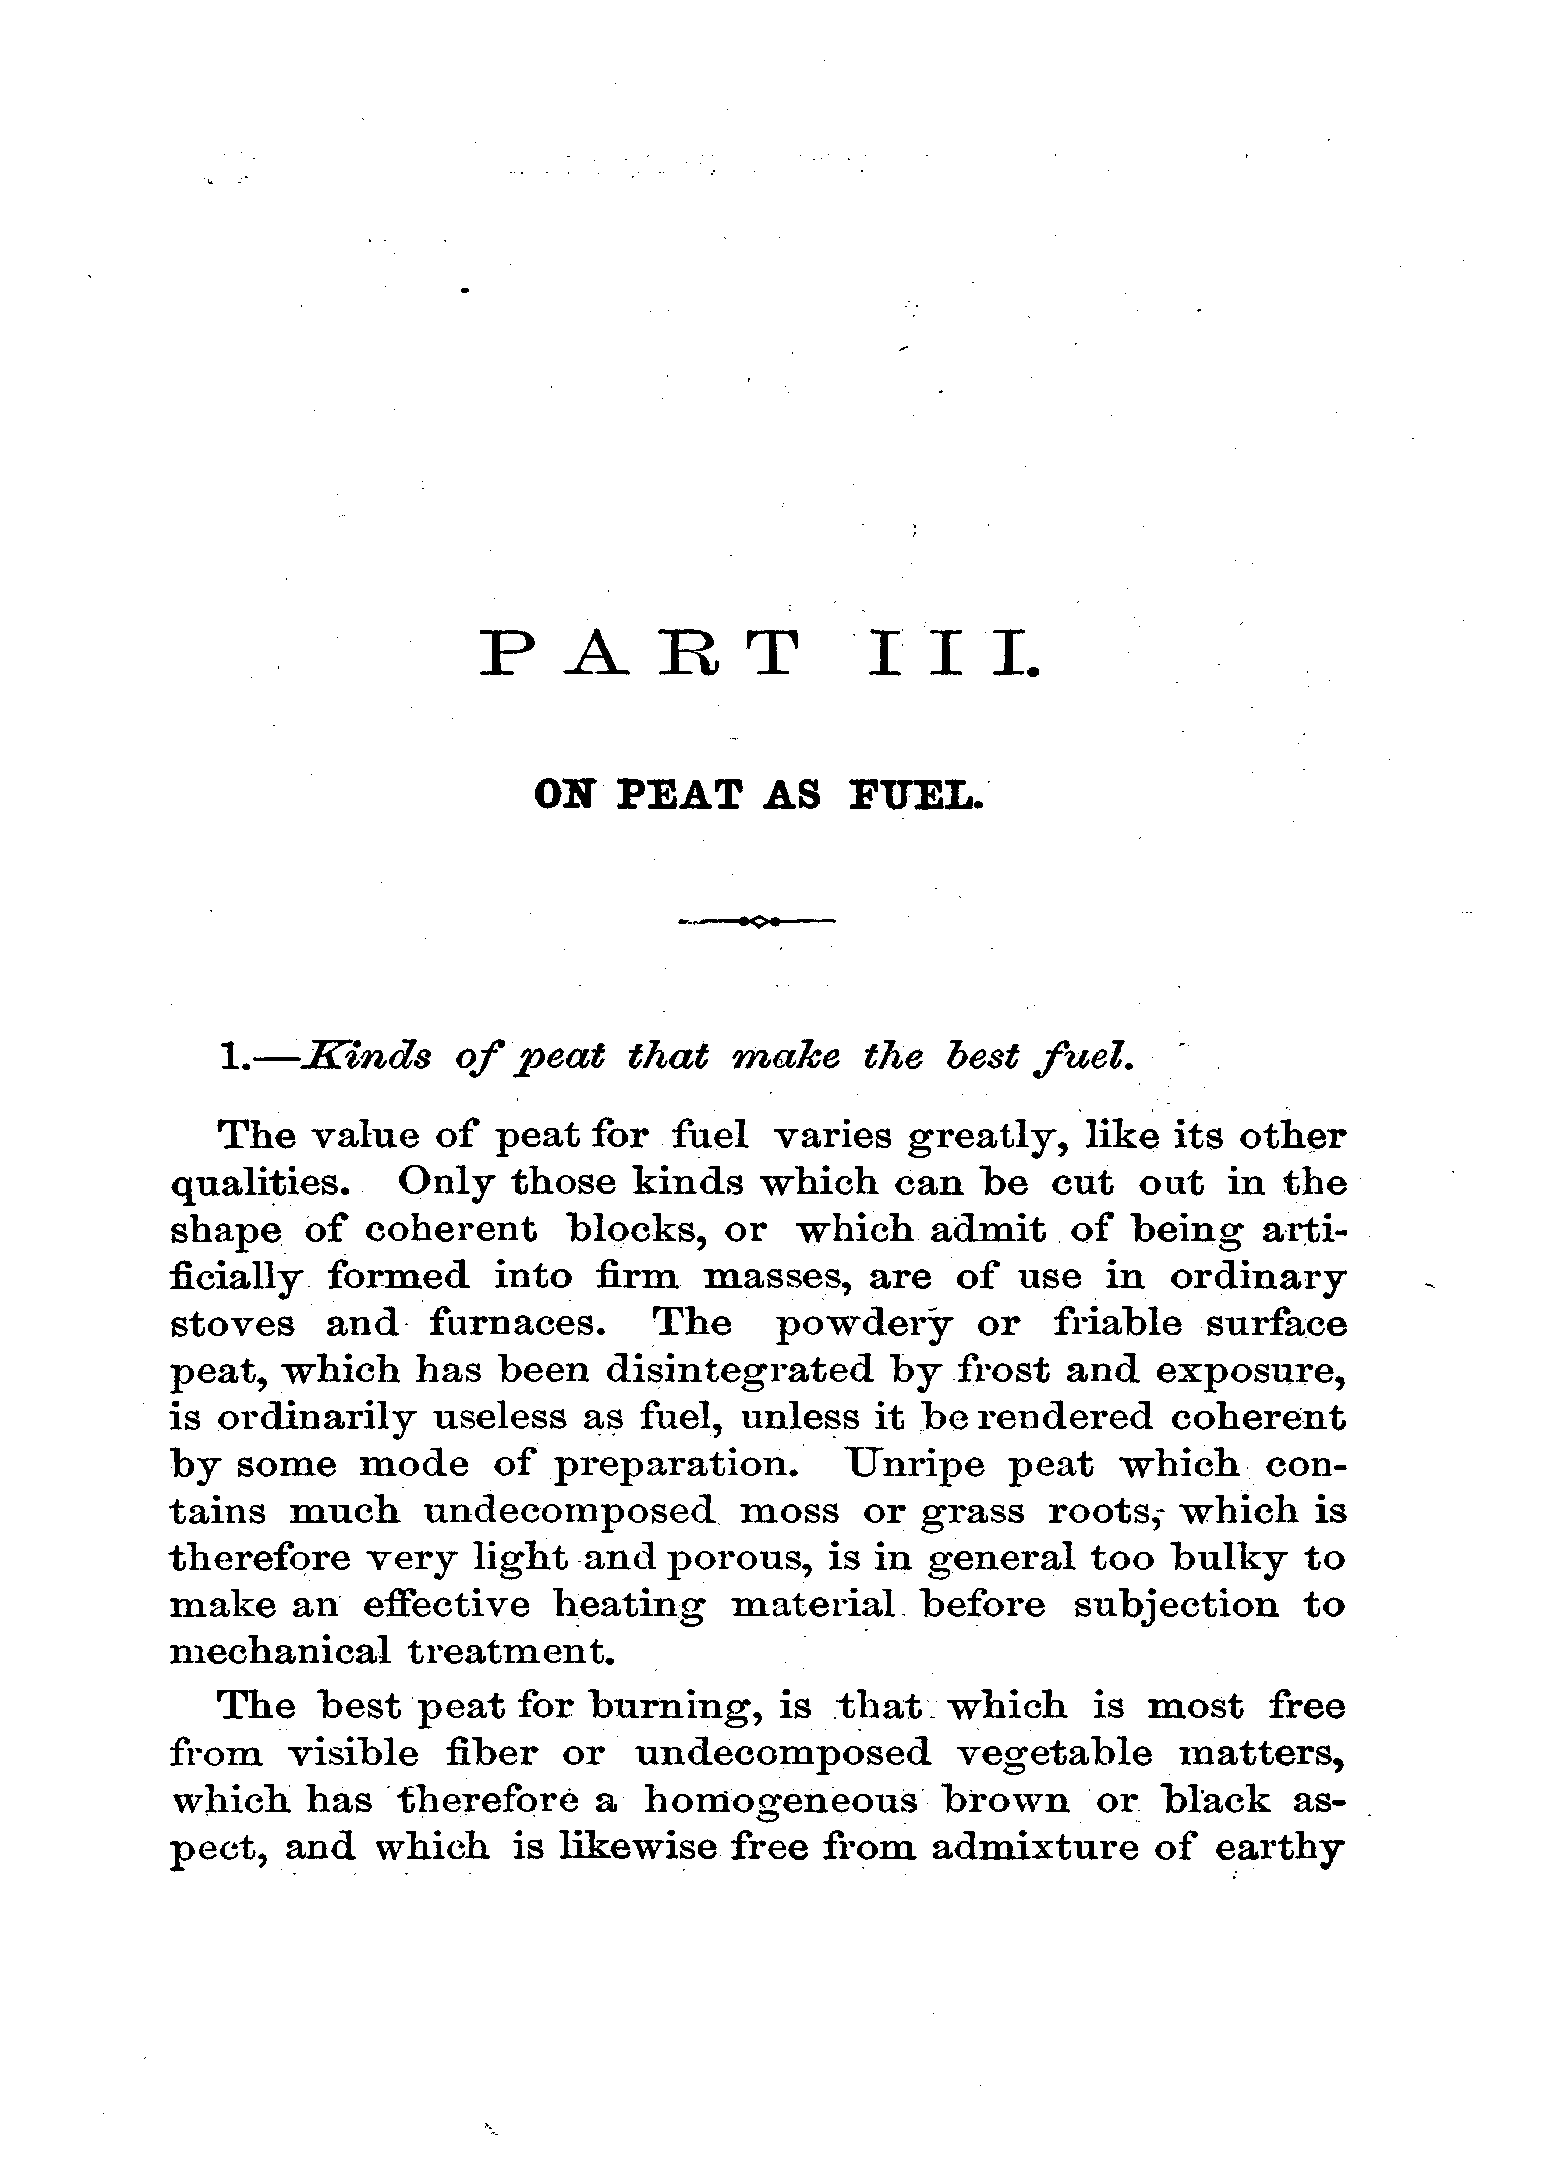 PART III.
ON PEAT AS FUEL.
1.—Kinds of peat that make the best fuel.
The value of peat for fuel varies greatly, like its other
qualities. Only those kinds which can be cut out in the
shape of coherent blocks, or which admit of being arti-
ficially formed into firm masses, are of use in ordinary
stoves and furnaces. The powdery or friable surface
peat, which has been disintegrated by frost and exposure,
is ordinarily useless as fuel, unless it be rendered coherent
by some mode of preparation. Unripe peat which con-
tains much undecomposed moss or grass roots, which is
therefore very light and porous, is in general too bulky to
make an effective heating material before subjection to
mechanical treatment.
The best peat for burning, is that which is most free
from visible fiber or undecomposed vegetable matters,
which has therefore a homogeneous brown or black as-
pect, and which is likewise free from admixture of earthy